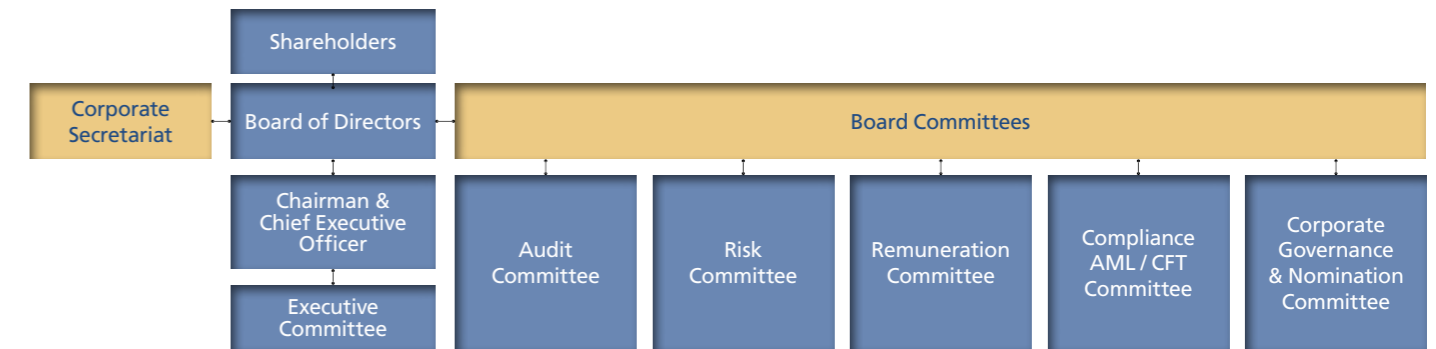 Shareholders
Corporate
Secretariat
Board of Directors
Board Committees
Chairman &
Chief Executive
Officer
Executive
Committee
Audit
Committee
Risk
Committee
Remuneration
Committee
Compliance
AML / CFT
Committee
Corporate
Governance
& Nomination
Committee